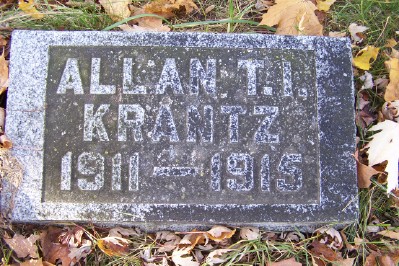 ALLAN T.I.
KRANTZ
1911 — 1915